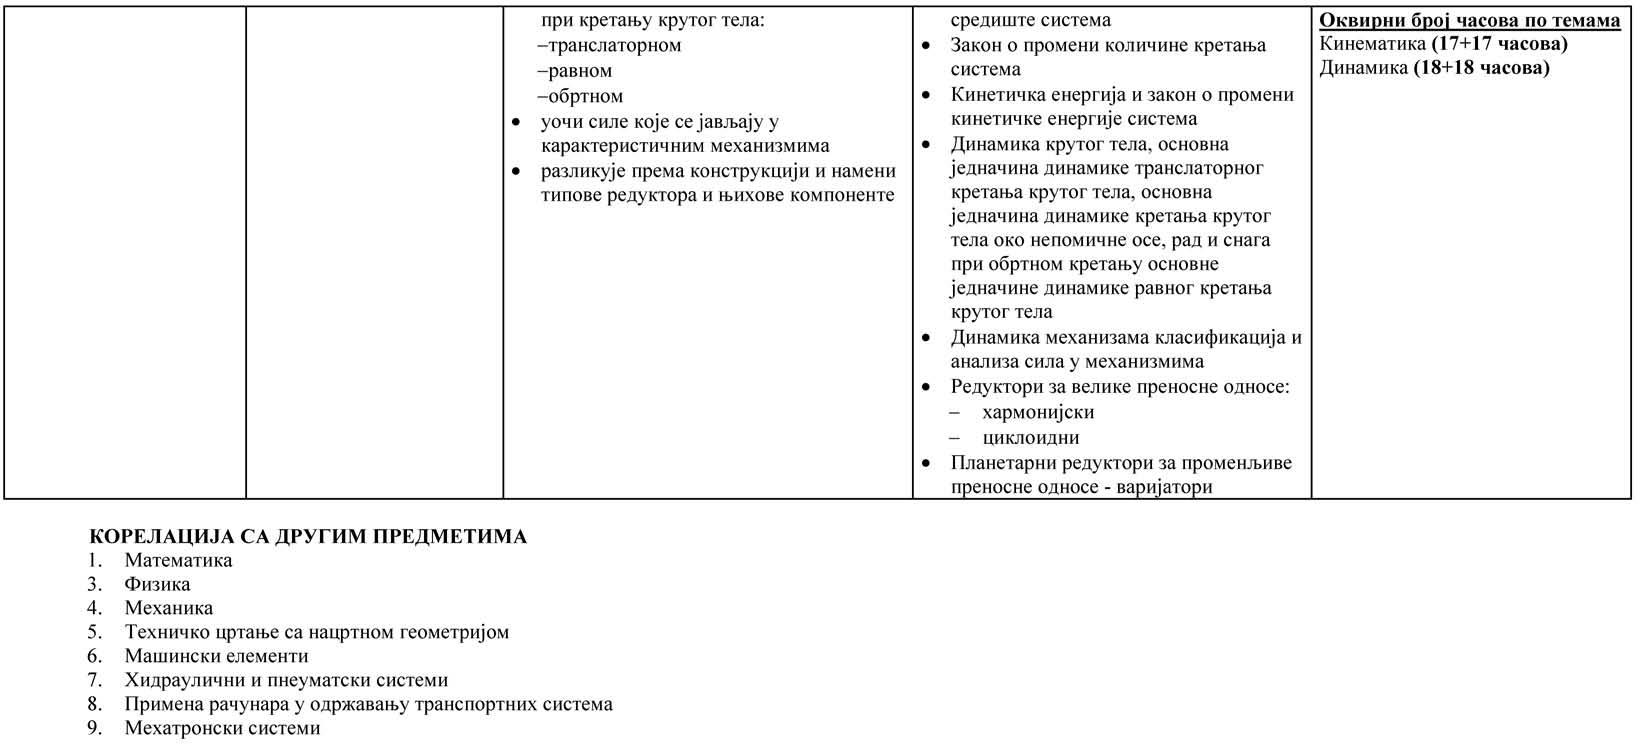 при кретању крутог тела:
–транслаторном
–равном
–обртном
• уочи силе које се јављају у
карактеристичним механизмима
• разликује према конструкцији и намени
типове редуктора и њихове компоненте
средиште система
• Закон о промени количине кретања
система
• Кинетичка енергија и закон о промени
кинетичке енергије система
• Динамика крутог тела, основна
једначина динамике транслаторног
кретања крутог тела, основна
једначина динамике кретања крутог
тела око непомичне осе, рад и снага
при обртном кретању основне
једначине динамике равног кретања
крутог тела
• Динамика механизама класификација и
анализа сила у механизмима
• Редуктори за велике преносне односе:
– хармонијски
– циклоидни
• Планетарни редуктори за променљиве
преносне односе - варијатори
Оквирни број часова по темама
Кинематика (17+17 часова)
Динамика (18+18 часова)
КОРЕЛАЦИЈА СА ДРУГИМ ПРЕДМЕТИМА
1. Математика
3. Физика
4. Механика
5. Техничко цртање са нацртном геометријом
6. Машински елементи
7. Хидраулични и пнеуматски системи
8. Примена рачунара у одржавању транспортних система
9. Мехатронски системи